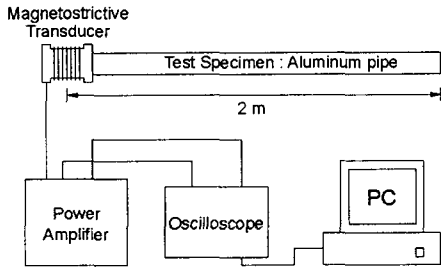 Magnetostrictive
Transducer
Test Specimen : Aluminum pipe
2 m
Power
Amplifier
Oscilloscope
PC